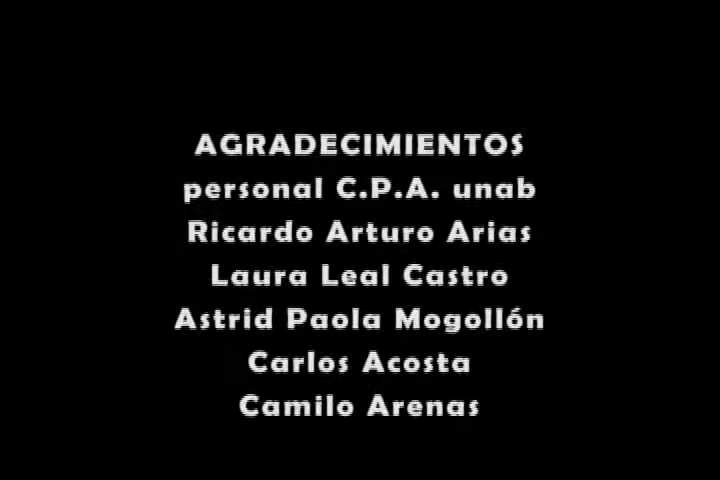 AGRADECIMIENTOS
personal C.P.A. unab
Ricardo Arturo Arias
Laura Leal Castro
Astrid Paola Mogollón
Carlos Acosta
Camilo Arenas